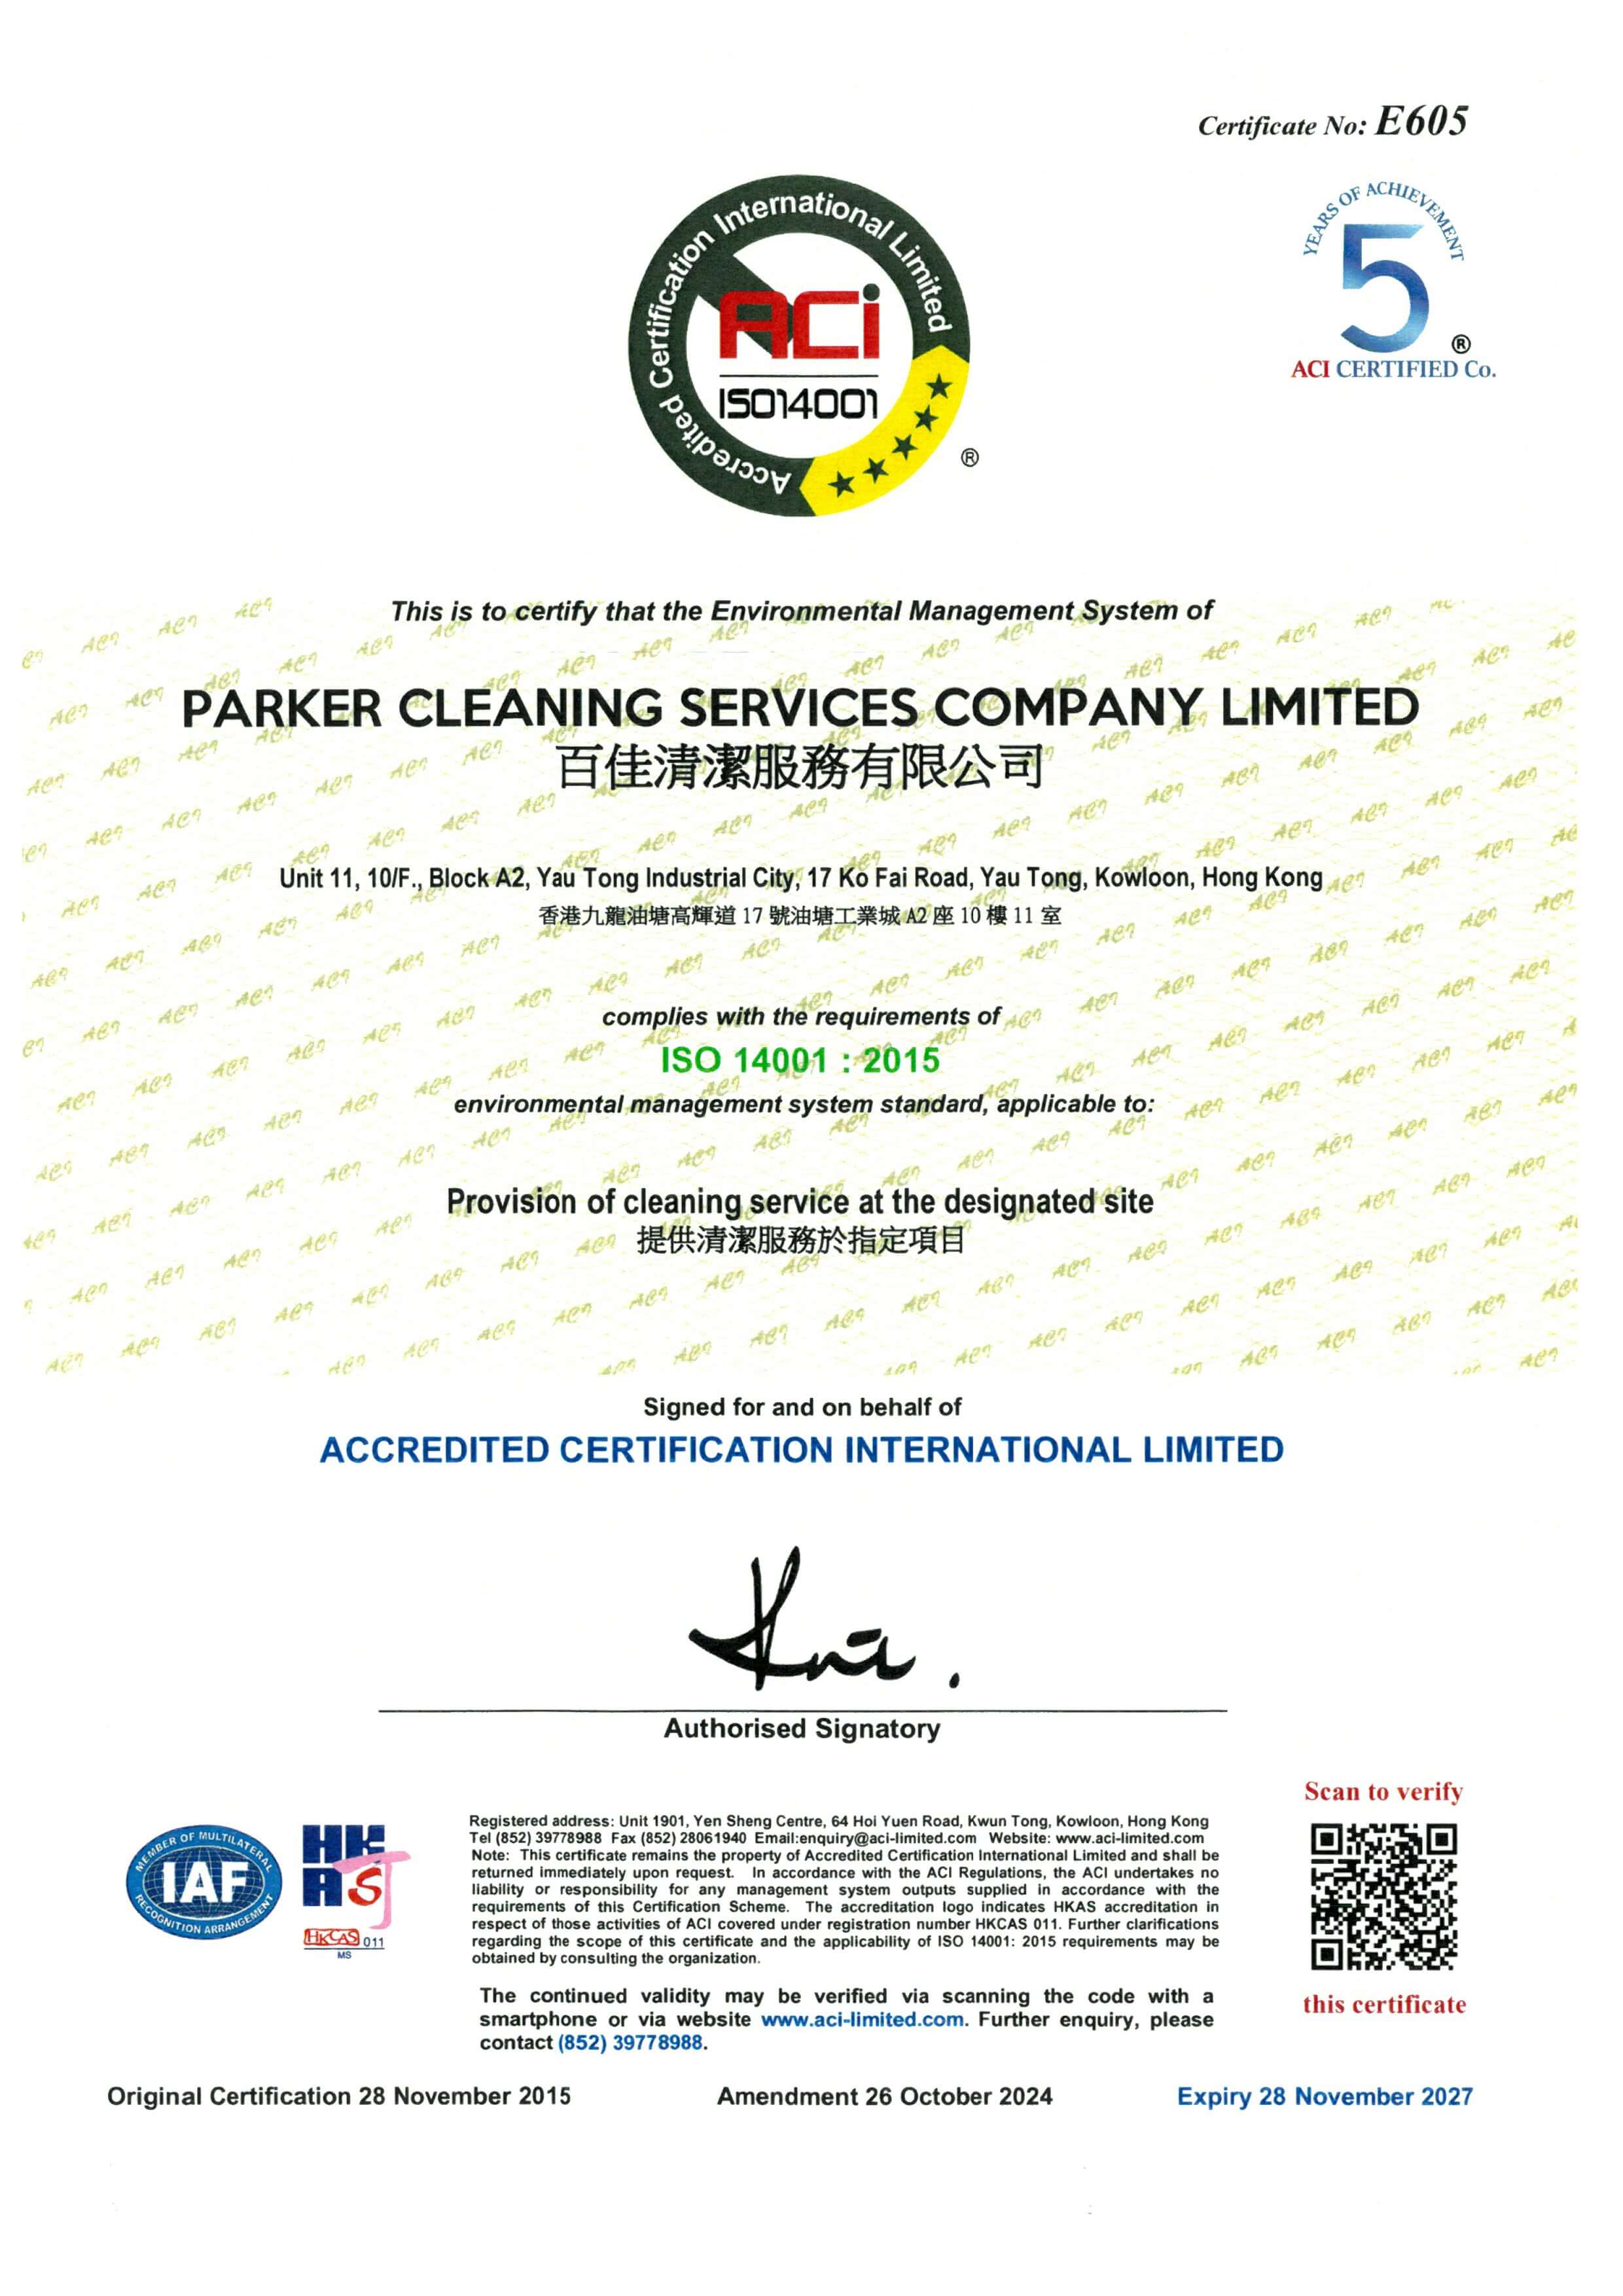 Certificate No: E605
Accredited Certification International Limited
ACi
ISO14001
®
YEARS OF ACHIEVEMENT
5
®
ACI CERTIFIED Co.
This is to certify that the Environmental Management System of
PARKER CLEANING SERVICES COMPANY LIMITED
百佳清潔服務有限公司
Unit 11, 10/F., Block A2, Yau Tong Industrial City, 17 Ko Fai Road, Yau Tong, Kowloon, Hong Kong
香港九龍油塘高輝道 17 號油塘工業城 A2 座 10 樓 11 室
complies with the requirements of
ISO 14001 : 2015
environmental management system standard, applicable to:
Provision of cleaning service at the designated site
提供清潔服務於指定項目
Signed for and on behalf of
ACCREDITED CERTIFICATION INTERNATIONAL LIMITED
Authorised Signatory
MEMBER OF MULTILATERAL
IAF
RECOGNITION ARRANGEMENT
HK
AS
HKCAS 011
MS
Registered address: Unit 1901, Yen Sheng Centre, 64 Hoi Yuen Road, Kwun Tong, Kowloon, Hong Kong
Tel (852) 39778988 Fax (852) 28061940 Email:enquiry@aci-limited.com Website: www.aci-limited.com
Note: This certificate remains the property of Accredited Certification International Limited and shall be
returned immediately upon request. In accordance with the ACI Regulations, the ACI undertakes no
liability or responsibility for any management system outputs supplied in accordance with the
requirements of this Certification Scheme. The accreditation logo indicates HKAS accreditation in
respect of those activities of ACI covered under registration number HKCAS 011. Further clarifications
regarding the scope of this certificate and the applicability of ISO 14001: 2015 requirements may be
obtained by consulting the organization.
The continued validity may be verified via scanning the code with a
smartphone or via website www.aci-limited.com. Further enquiry, please
contact (852) 39778988.
Scan to verify
this certificate
Original Certification 28 November 2015
Amendment 26 October 2024
Expiry 28 November 2027